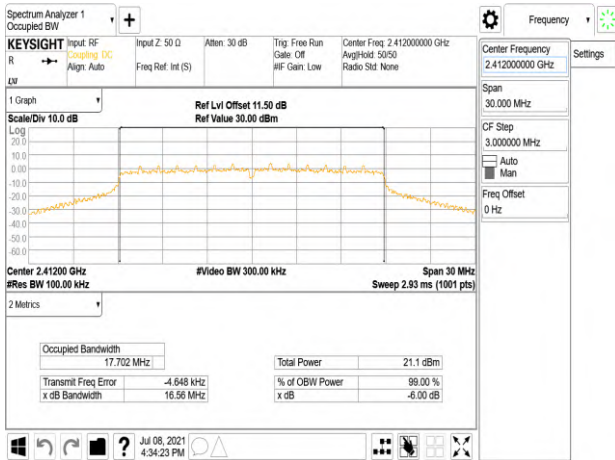 Spectrum Analyzer 1
Occupied BW
Frequency
KEYSIGHT
R
LXI
Input: RF
Coupling: DC
Align: Auto
Input Z: 50 Ω
Freq Ref: Int (S)
Atten: 30 dB
Trig: Free Run
Gate: Off
#IF Gain: Low
Center Freq: 2.412000000 GHz
Avg|Hold: 50/50
Radio Std: None
Center Frequency
2.412000000 GHz
Settings
Span
30.000 MHz
CF Step
3.000000 MHz
Auto
Man
Freq Offset
0 Hz
1 Graph
Scale/Div 10.0 dB
Ref Lvl Offset 11.50 dB
Ref Value 30.00 dBm
Log
20.0
10.0
0.00
-10.0
-20.0
-30.0
-40.0
-50.0
-60.0
Center 2.41200 GHz
#Res BW 100.00 kHz
#Video BW 300.00 kHz
Span 30 MHz
Sweep 2.93 ms (1001 pts)
2 Metrics
Occupied Bandwidth
17.702 MHz
Total Power 21.1 dBm
Transmit Freq Error -4.648 kHz
% of OBW Power 99.00 %
x dB Bandwidth 16.56 MHz
x dB -6.00 dB
?
Jul 08, 2021
4:34:23 PM